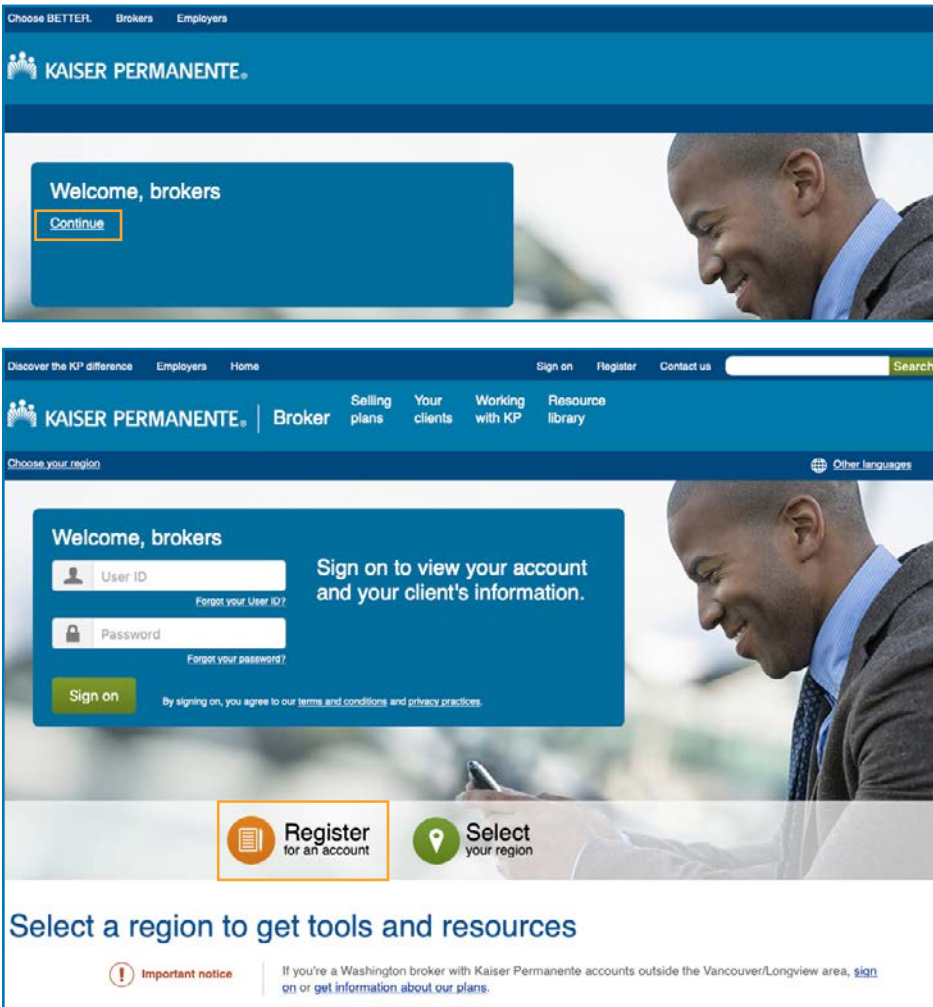 Choose BETTER. Brokers Employers
KAISER PERMANENTE®
Welcome, brokers
Continue
Discover the KP difference Employers Home Sign on Register Contact us Search
KAISER PERMANENTE® Broker Selling plans Your clients Working with KP Resource library
Choose your region Other languages
Welcome, brokers
User ID
Forgot your User ID?
Password
Forgot your password?
Sign on to view your account
and your client's information.
Sign on By signing on, you agree to our terms and conditions and privacy practices.
Register
for an account
Select
your region
Select a region to get tools and resources
Important notice If you're a Washington broker with Kaiser Permanente accounts outside the Vancouver/Longview area, sign
on or get information about our plans.